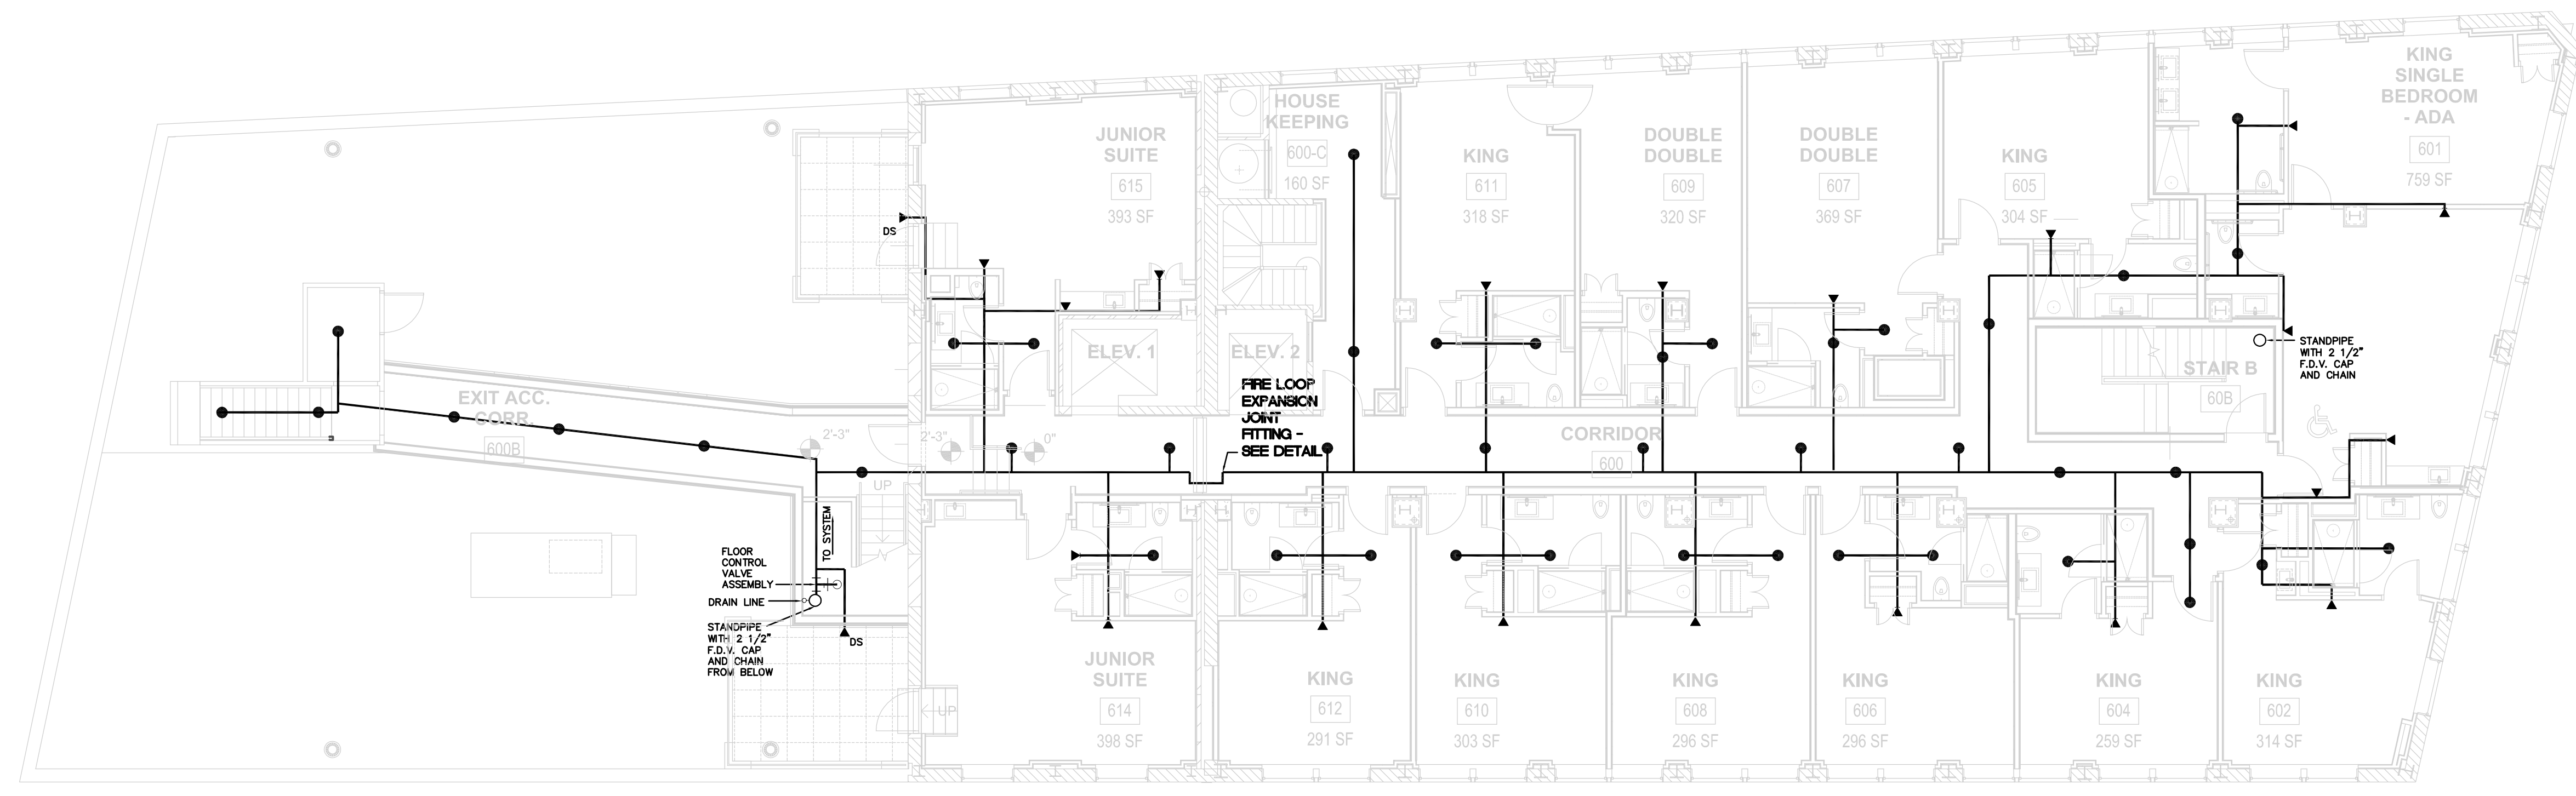 KING
SINGLE
BEDROOM
- ADA
601
759 SF
HOUSE
KEEPING
600-C
160 SF
JUNIOR
SUITE
615
393 SF
KING
611
318 SF
DOUBLE
DOUBLE
609
320 SF
DOUBLE
DOUBLE
607
369 SF
KING
605
304 SF
DS
ELEV. 1
ELEV. 2
STANDPIPE
WITH 2 1/2"
F.D.V. CAP
AND CHAIN
STAIR B
60B
EXIT ACC.
CORR.
600B
FIRE LOOP
EXPANSION
JOINT
FITTING -
SEE DETAIL
2'-3"
2'-3"
0"
CORRIDOR
600
UP
TO SYSTEM
FLOOR
CONTROL
VALVE
ASSEMBLY
DRAIN LINE
STANDPIPE
WITH 2 1/2"
F.D.V. CAP
AND CHAIN
FROM BELOW
DS
UP
JUNIOR
SUITE
614
398 SF
KING
612
291 SF
KING
610
303 SF
KING
608
296 SF
KING
606
296 SF
KING
604
259 SF
KING
602
314 SF